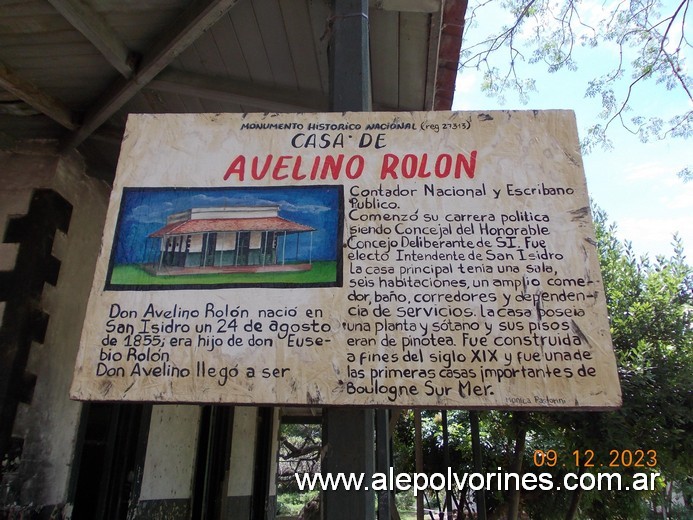 MONUMENTO HISTORICO NACIONAL (reg 27313)
CASA DE
AVELINO ROLON
Don Avelino Rolón nació en
San Isidro un 24 de agosto
de 1855; era hijo de don Euse-
bio Rolón
Don Avelino llegó a ser
Contador Nacional y Escribano
Publico.
Comenzó su carrera politica
siendo Concejal del Honorable
Concejo Deliberante de S.I. Fue
electo Intendente de San Isidro
La casa principal tenia una sala,
seis habitaciones, un amplio come-
dor, baño, corredores y dependen-
cia de servicios. La casa poseia
una planta y sótano y sus pisos
eran de pinotea. Fue construida
a fines del siglo XIX y fue una de
las primeras casas importantes de
Boulogne Sur Mer.
Monica
09.12.2023
www.alepolvorines.com.ar